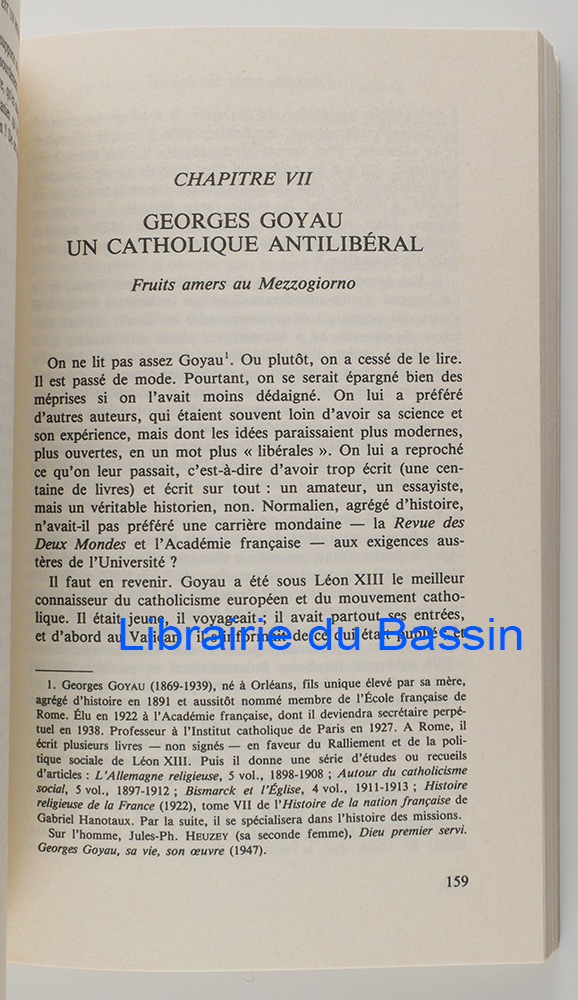 CHAPITRE VII
GEORGES GOYAU
UN CATHOLIQUE ANTILIBÉRAL
Fruits amers au Mezzogiorno
On ne lit pas assez Goyau¹. Ou plutôt, on a cessé de le lire.
Il est passé de mode. Pourtant, on se serait épargné bien des
méprises si on l'avait moins dédaigné. On lui a préféré
d'autres auteurs, qui étaient souvent loin d'avoir sa science et
son expérience, mais dont les idées paraissaient plus modernes,
plus ouvertes, en un mot plus « libérales ». On lui a reproché
ce qu'on leur passait, c'est-à-dire d'avoir trop écrit (une cen-
taine de livres) et écrit sur tout : un amateur, un essayiste,
mais un véritable historien, non. Normalien, agrégé d'histoire,
n'avait-il pas préféré une carrière mondaine — la Revue des
Deux Mondes et l'Académie française — aux exigences aus-
tères de l'Université ?
Il faut en revenir. Goyau a été sous Léon XIII le meilleur
connaisseur du catholicisme européen et du mouvement catho-
lique. Il était jeune, il voyageait ; il avait partout ses entrées,
et d'abord au Vatican ; il s'informait de ce qui était publié et
Librairie du Bassin
1. Georges GOYAU (1869-1939), né à Orléans, fils unique élevé par sa mère,
agrégé d'histoire en 1891 et aussitôt nommé membre de l'École française de
Rome. Élu en 1922 à l'Académie française, dont il deviendra secrétaire perpé-
tuel en 1938. Professeur à l'Institut catholique de Paris en 1927. A Rome, il
écrit plusieurs livres — non signés — en faveur du Ralliement et de la poli-
tique sociale de Léon XIII. Puis il donne une série d'études ou recueils
d'articles : L'Allemagne religieuse, 5 vol., 1898-1908 ; Autour du catholicisme
social, 5 vol., 1897-1912 ; Bismarck et l'Église, 4 vol., 1911-1913 ; Histoire
religieuse de la France (1922), tome VII de l'Histoire de la nation française de
Gabriel Hanotaux. Par la suite, il se spécialisera dans l'histoire des missions.
Sur l'homme, Jules-Ph. HEUZEY (sa seconde femme), Dieu premier servi.
Georges Goyau, sa vie, son œuvre (1947).
159